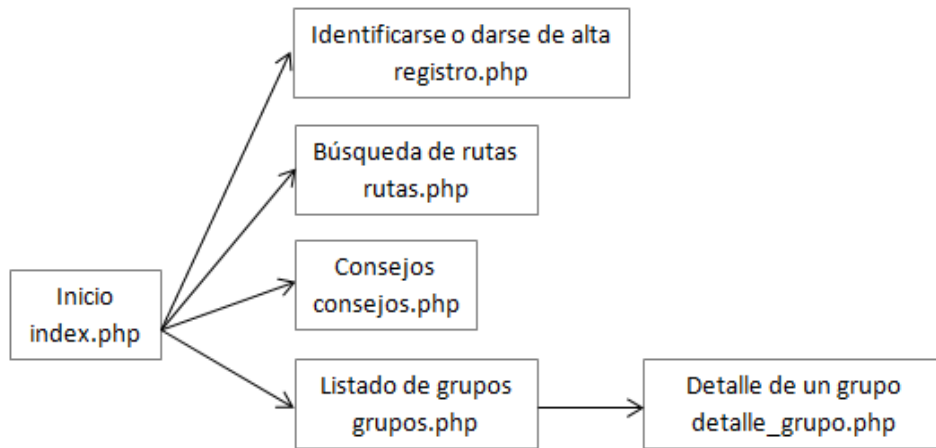 Identificarse o darse de alta
registro.php
Búsqueda de rutas
rutas.php
Consejos
consejos.php
Inicio
index.php
Listado de grupos
grupos.php
Detalle de un grupo
detalle_grupo.php